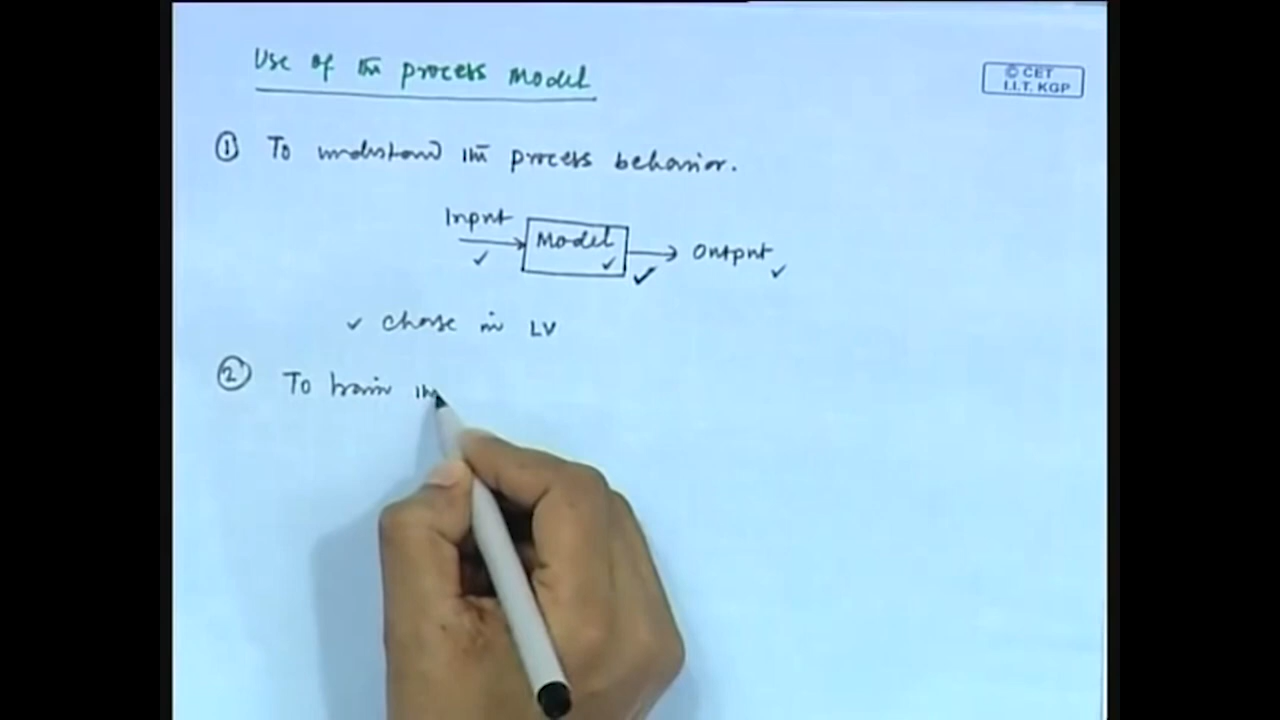 Use of the process Model
© CET
I.I.T. KGP
① To understand the process behavior.
Input
Model
Output
✓ change in LV
② To train the